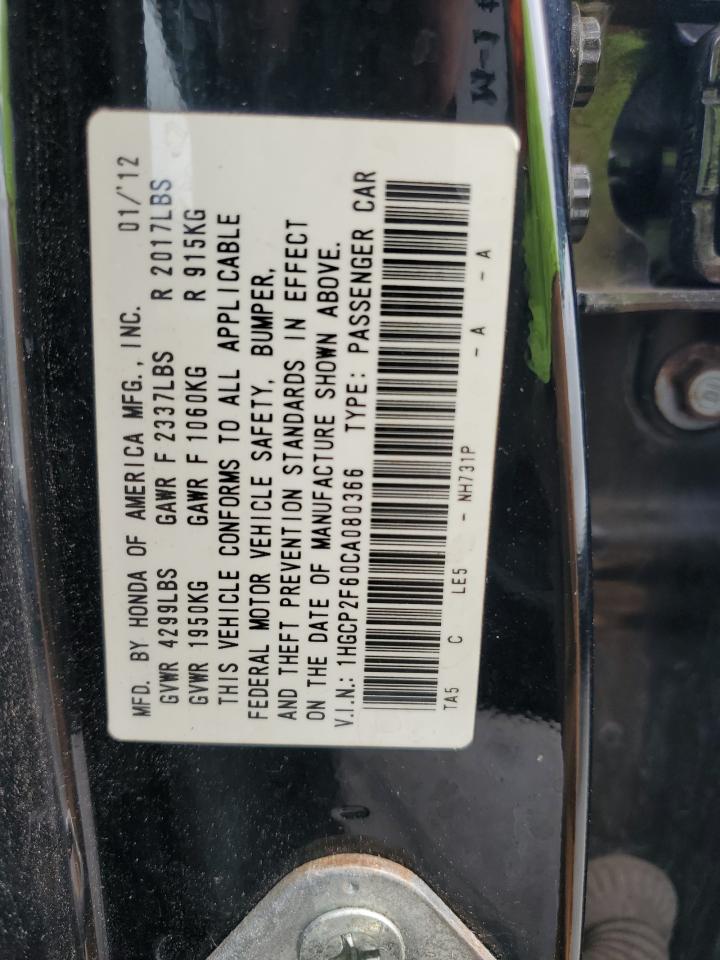 MFD. BY HONDA OF AMERICA MFG., INC. 01/'12
GVWR 4299LBS GAWR F 2337LBS R 2017LBS
GVWR 1950KG GAWR F 1060KG R 915KG
THIS VEHICLE CONFORMS TO ALL APPLICABLE
FEDERAL MOTOR VEHICLE SAFETY, BUMPER,
AND THEFT PREVENTION STANDARDS IN EFFECT
ON THE DATE OF MANUFACTURE SHOWN ABOVE.
V.I.N.: 1HGCP2F60CA080366 TYPE: PASSENGER CAR
TA5 C LE5 - NH731P - A - A